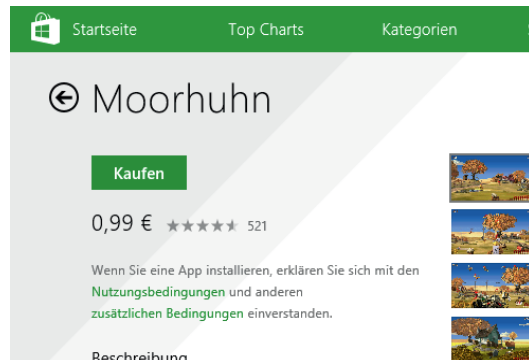 Startseite Top Charts Kategorien
Moorhuhn
Kaufen
0,99 € 521
Wenn Sie eine App installieren, erklären Sie sich mit den
Nutzungsbedingungen und anderen
zusätzlichen Bedingungen einverstanden.
Beschreibung